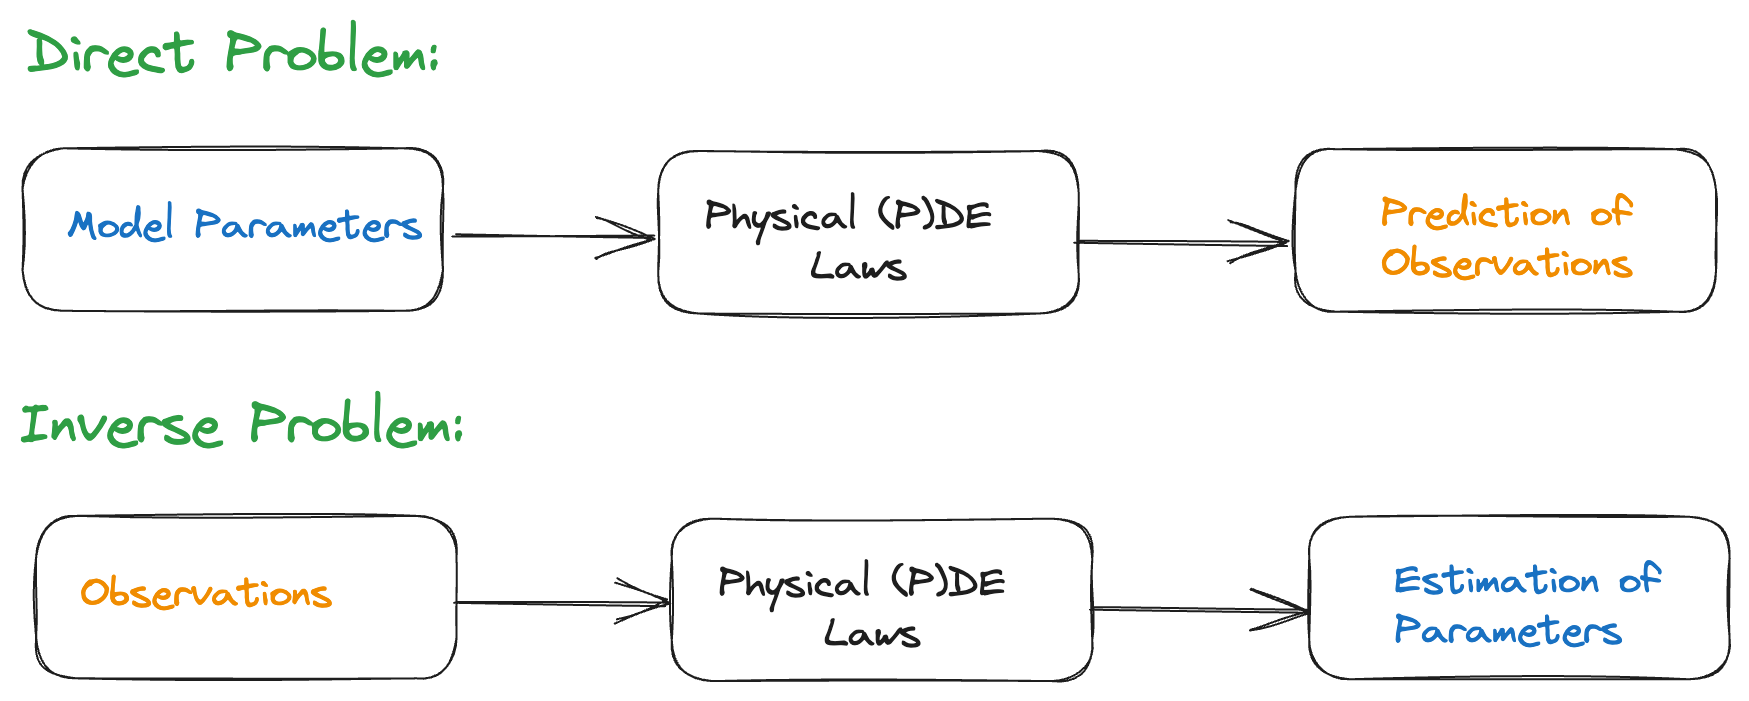 Direct Problem:
Model Parameters
Physical (P)DE
Laws
Prediction of
Observations
Inverse Problem:
Observations
Physical (P)DE
Laws
Estimation of
Parameters